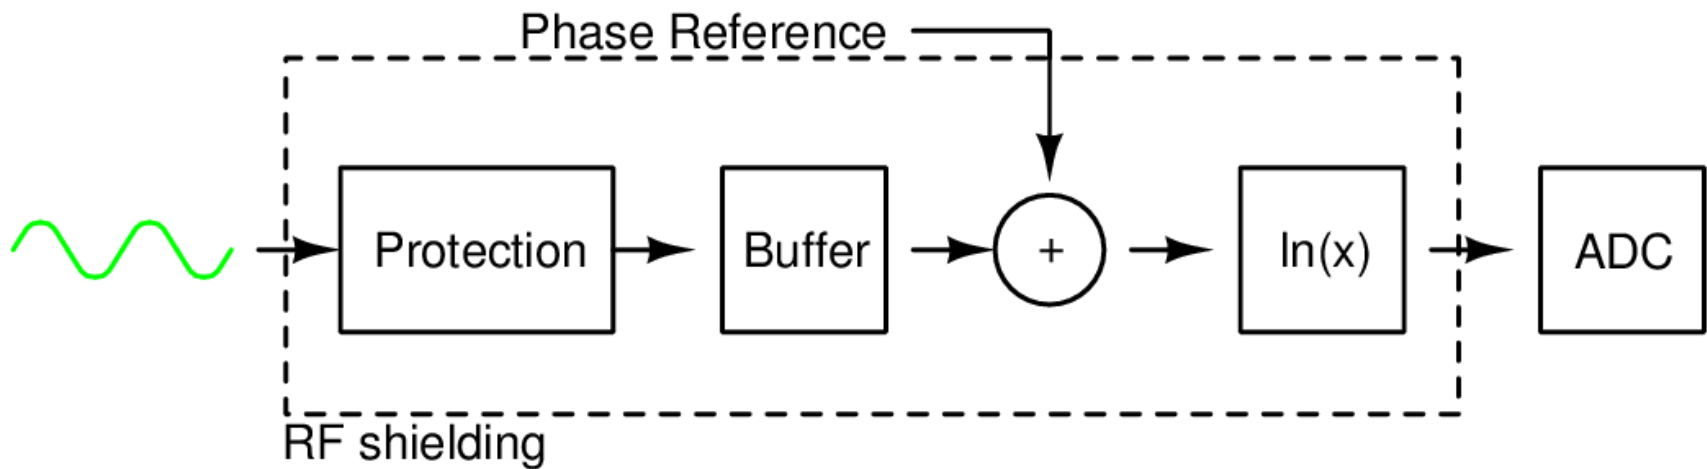 Phase Reference
Protection
Buffer
+
ln(x)
ADC
RF shielding